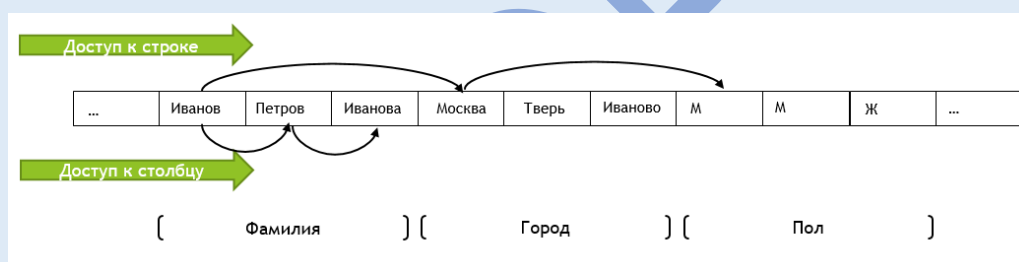 Доступ к строке
... Иванов Петров Иванова Москва Тверь Иваново М М Ж ...
Доступ к столбцу
( Фамилия ) ( Город ) ( Пол )